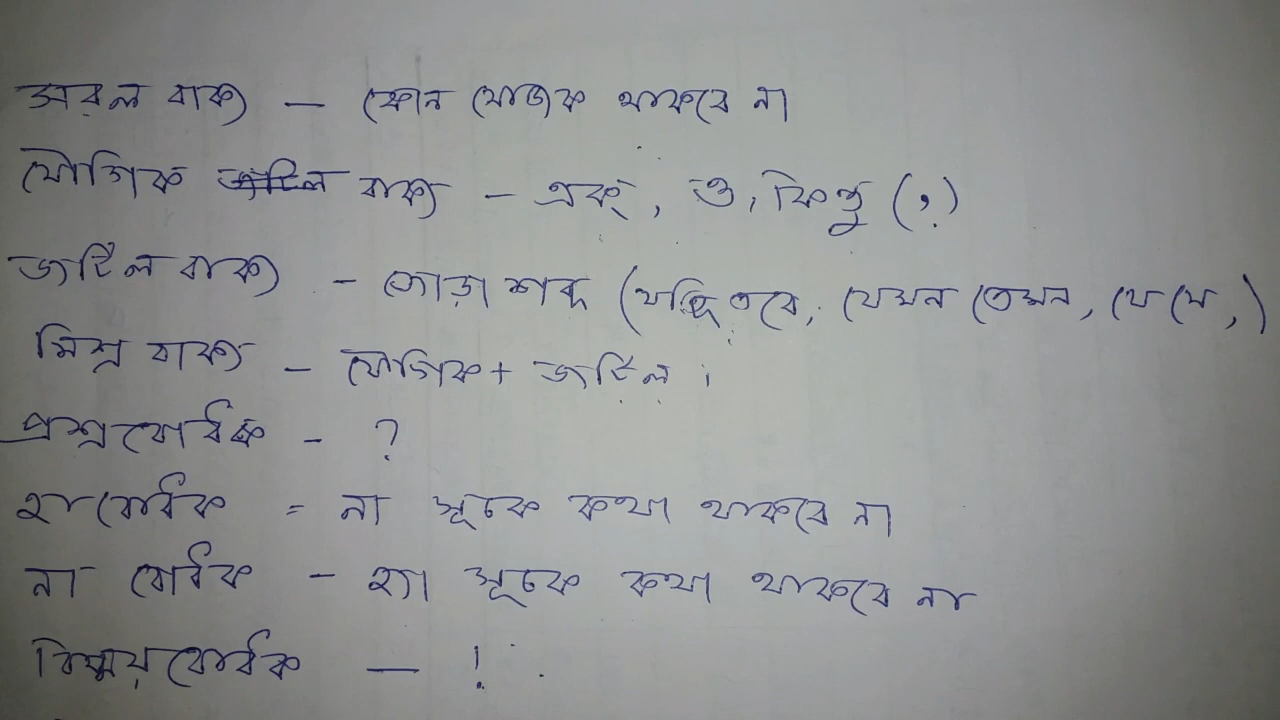 সরল বাক্য — কোন যোজক থাকবে না
যৌগিক জটিল বাক্য – এবং, ও, কিন্তু (,)
জটিল বাক্য – জোড়া শব্দ (যদি তবে, যেমন তেমন, যে যে,)
মিশ্র বাক্য – যৌগিক + জটিল।
প্রশ্নবোধক – ?
হ্যাবোধক = না সূচক কথা থাকবে না
না বোধক – হ্যা সূচক কথা থাকবে না
বিস্ময়বোধক — !